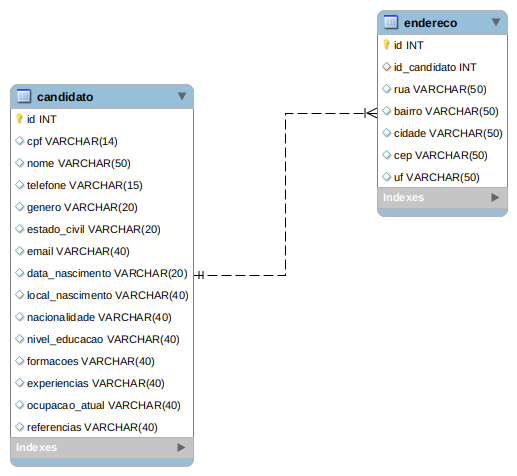 endereco
id INT
id_candidato INT
rua VARCHAR(50)
bairro VARCHAR(50)
cidade VARCHAR(50)
cep VARCHAR(50)
uf VARCHAR(50)
Indexes
candidato
id INT
cpf VARCHAR(14)
nome VARCHAR(50)
telefone VARCHAR(15)
genero VARCHAR(20)
estado_civil VARCHAR(20)
email VARCHAR(40)
data_nascimento VARCHAR(20)
local_nascimento VARCHAR(40)
nacionalidade VARCHAR(40)
nivel_educacao VARCHAR(40)
formacoes VARCHAR(40)
experiencias VARCHAR(40)
ocupacao_atual VARCHAR(40)
referencias VARCHAR(40)
Indexes